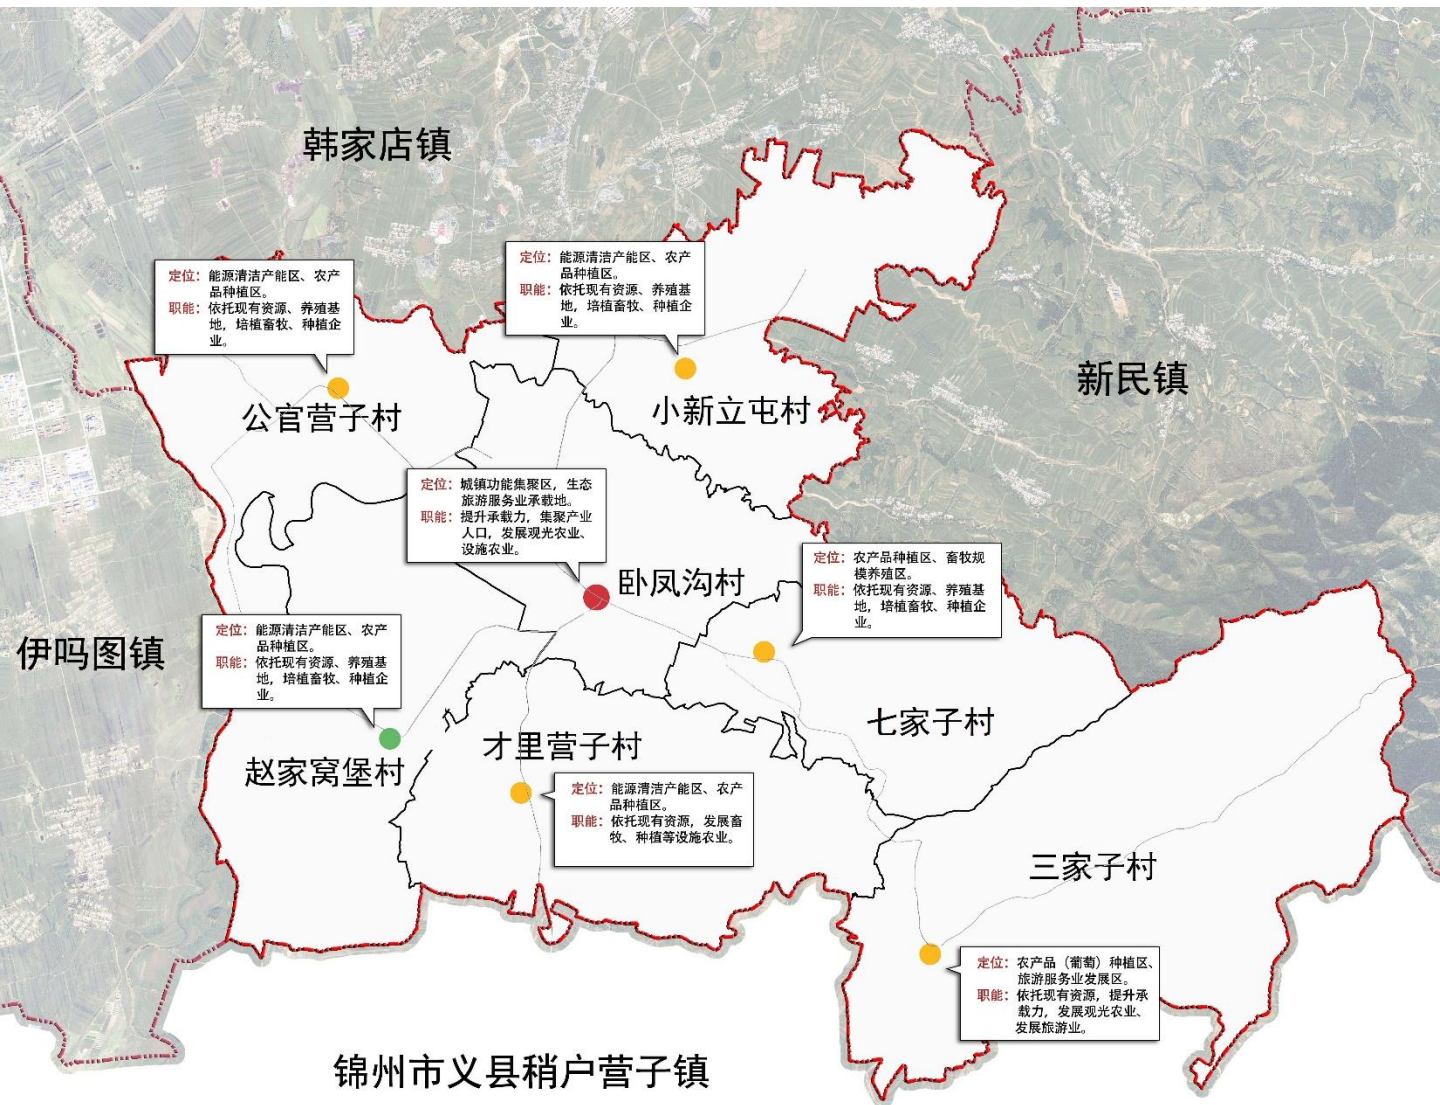 韩家店镇
定位：能源清洁产能区、农产
品种植区。
职能：依托现有资源、养殖基
地，培植畜牧、种植企
业。
公官营子村
定位：能源清洁产能区、农产
品种植区。
职能：依托现有资源、养殖基
地，培植畜牧、种植企
业。
小新立屯村
新民镇
定位：城镇功能集聚区，生态
旅游服务业承载地。
职能：提升承载力，集聚产业
人口，发展观光农业、
设施农业。
卧凤沟村
定位：农产品种植区、畜牧规
模养殖区。
职能：依托现有资源、养殖基
地，培植畜牧、种植企
业。
七家子村
伊吗图镇
定位：能源清洁产能区、农产
品种植区。
职能：依托现有资源、养殖基
地，培植畜牧、种植企
业。
赵家窝堡村
才里营子村
定位：能源清洁产能区、农产
品种植区。
职能：依托现有资源，发展畜
牧、种植等设施农业。
三家子村
定位：农产品（葡萄）种植区、
旅游服务业发展区。
职能：依托现有资源，提升承
载力，发展观光农业、
发展旅游业。
锦州市义县稍户营子镇